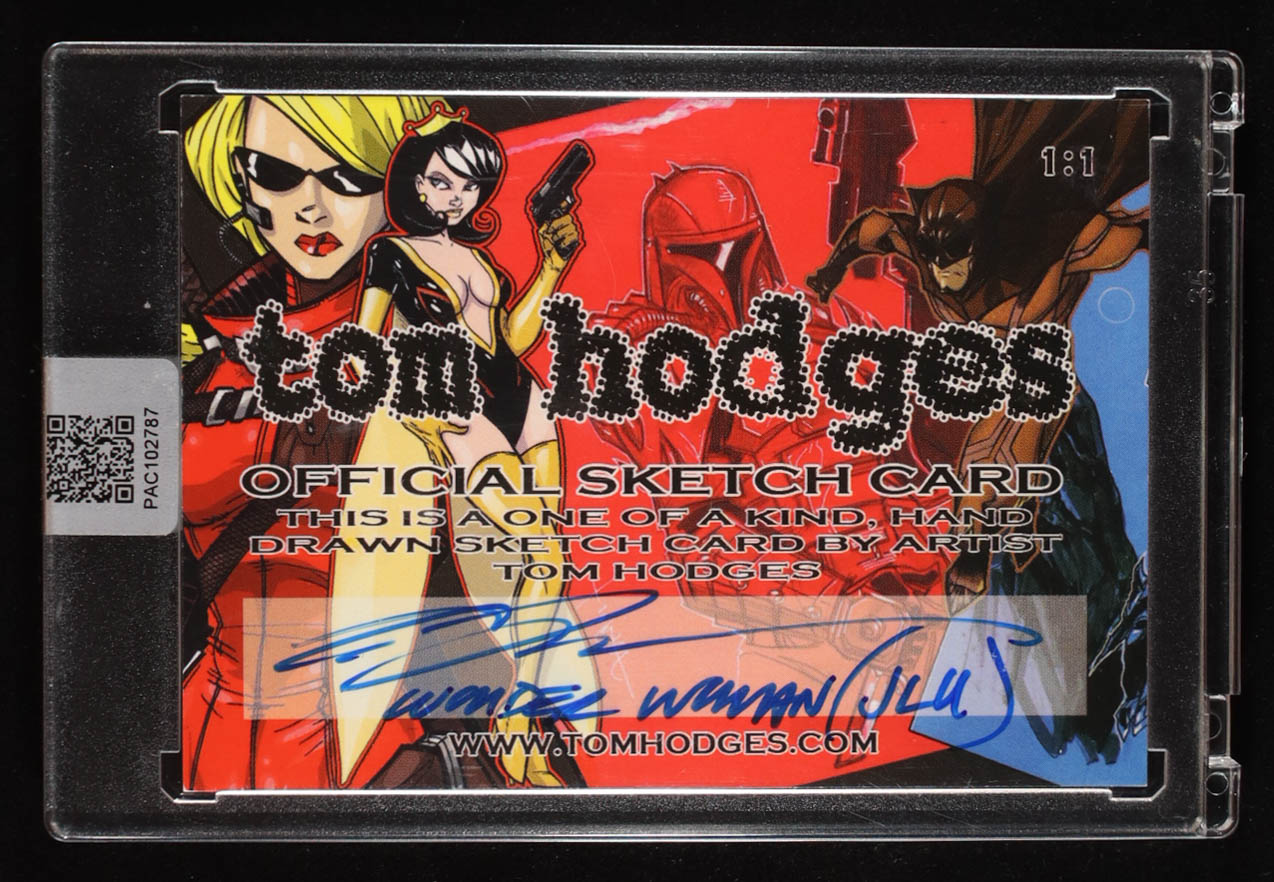 1:1
tom hodges
OFFICIAL SKETCH CARD
THIS IS A ONE OF A KIND, HAND
DRAWN SKETCH CARD BY ARTIST
TOM HODGES
WONDER WOMAN (JLU)
WWW.TOMHODGES.COM
PAC102787